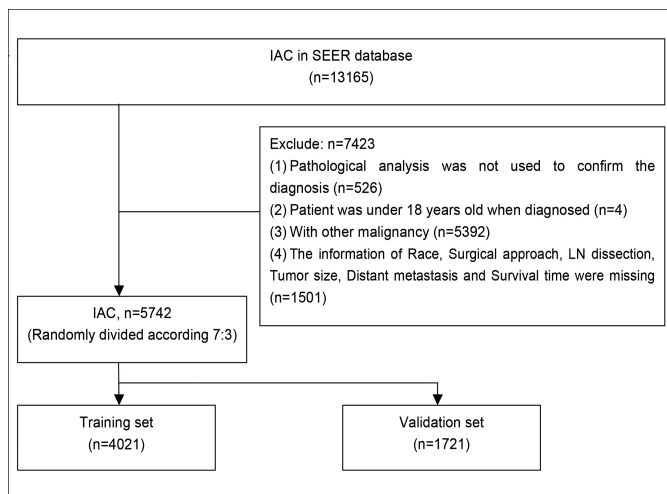 IAC in SEER database
(n=13165)
Exclude: n=7423
(1) Pathological analysis was not used to confirm the
diagnosis (n=526)
(2) Patient was under 18 years old when diagnosed (n=4)
(3) With other malignancy (n=5392)
(4) The information of Race, Surgical approach, LN dissection,
Tumor size, Distant metastasis and Survival time were missing
(n=1501)
IAC, n=5742
(Randomly divided according 7:3)
Training set
(n=4021)
Validation set
(n=1721)